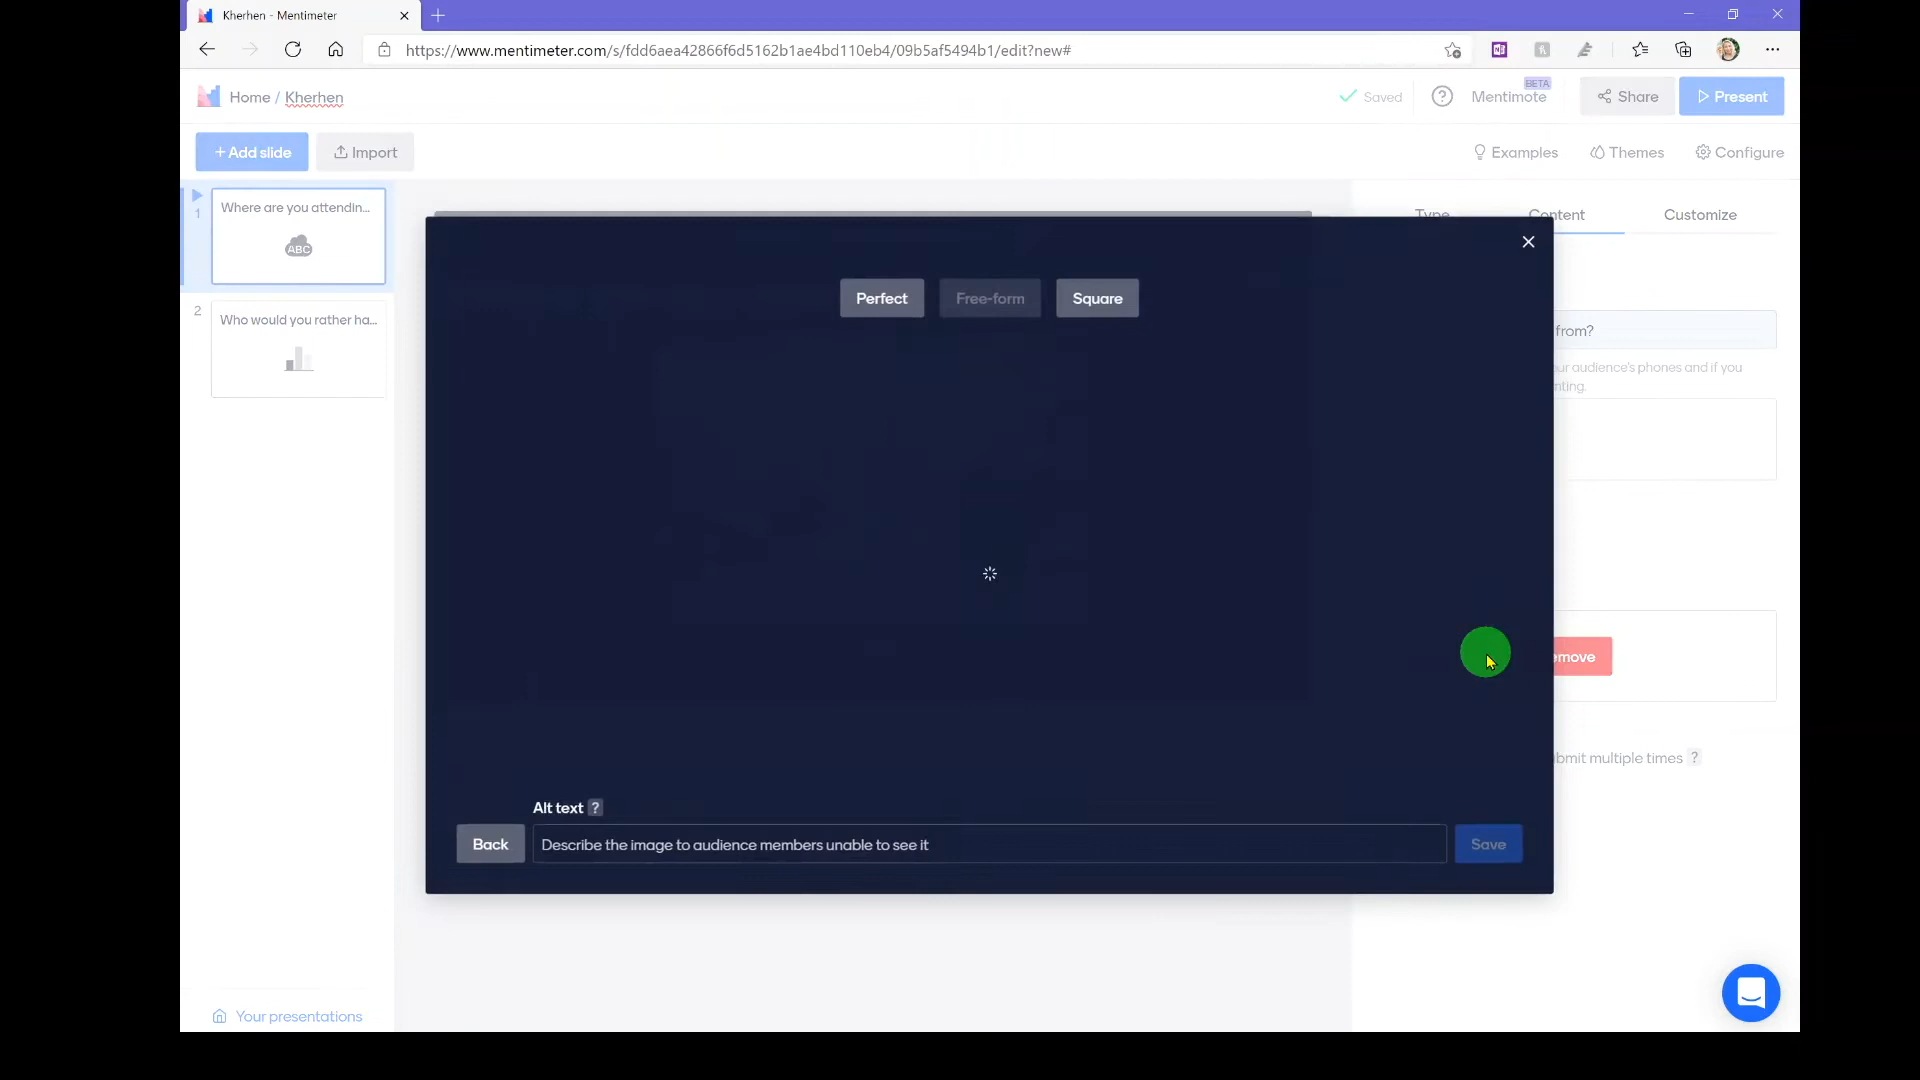 Kherhen - Mentimeter
https://www.mentimeter.com/s/fdd6aea42866f6d5162b1ae4bd110eb4/09b5af5494b1/edit?new#
Home / Kherhen
Saved
Mentimote
BETA
Share
Present
+ Add slide
Import
Examples
Themes
Configure
1
Where are you attendin...
ABC
2
Who would you rather ha...
Type
Content
Customize
Perfect
Free-form
Square
from?
our audience's phones and if you
nting.
emove
ubmit multiple times ?
Alt text ?
Back
Describe the image to audience members unable to see it
Save
Your presentations